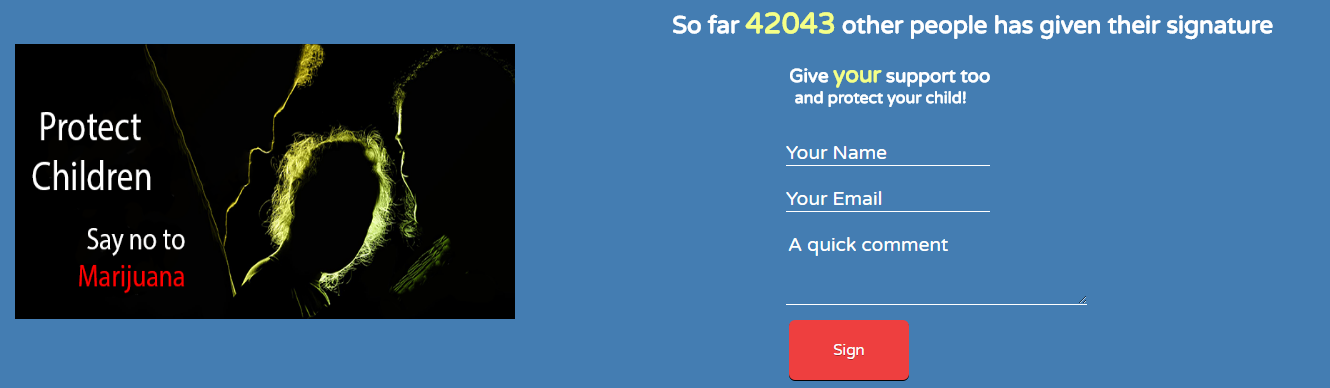 So far 42043 other people has given their signature
Protect
Children
Say no to
Marijuana
Give your support too
and protect your child!
Your Name
Your Email
A quick comment
Sign